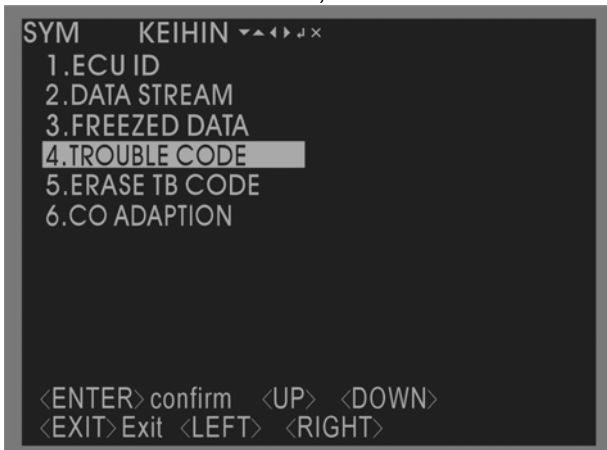 SYM KEIHIN ▼▲◀▶↲×
1.ECU ID
2.DATA STREAM
3.FREEZED DATA
4.TROUBLE CODE
5.ERASE TB CODE
6.CO ADAPTION
<ENTER> confirm <UP> <DOWN>
<EXIT> Exit <LEFT> <RIGHT>